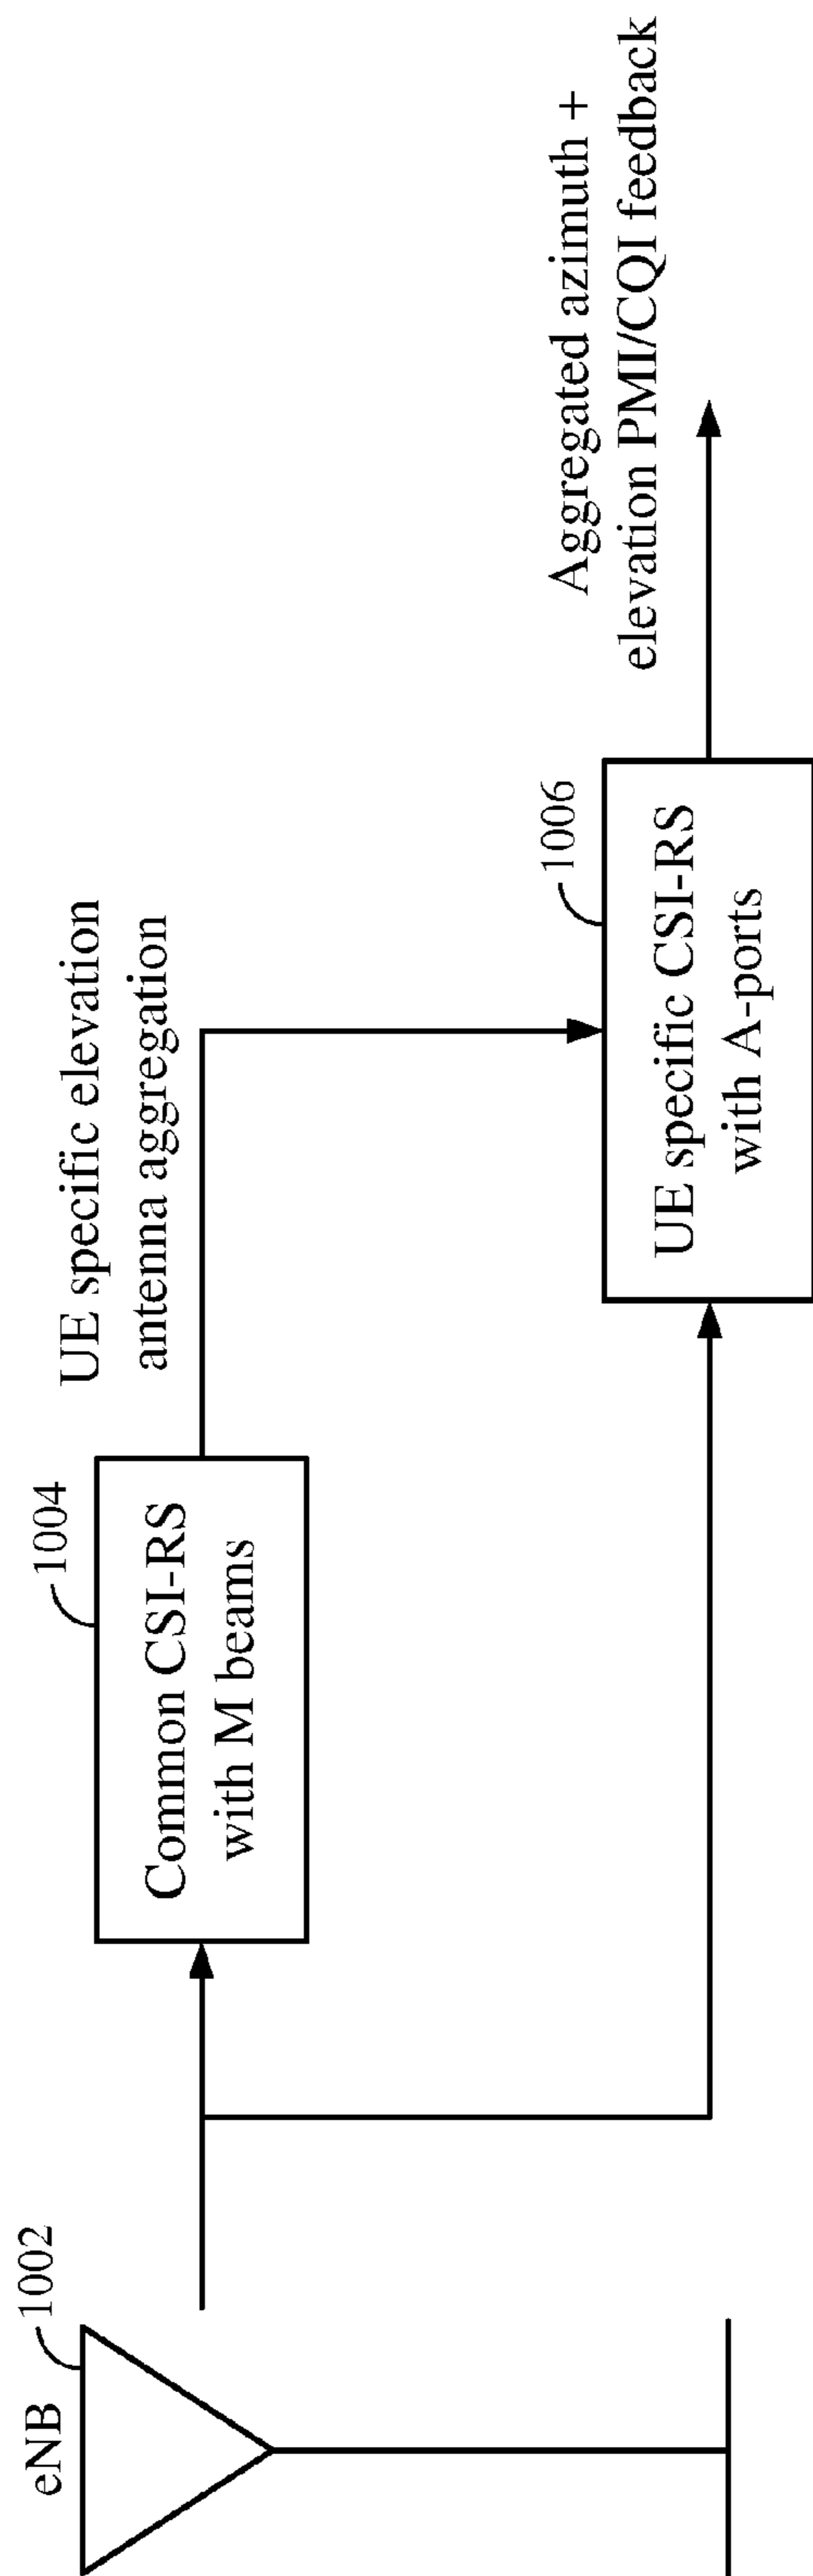 eNB
1002
1004
Common CSI-RS
with M beams
UE specific elevation
antenna aggregation
1006
UE specific CSI-RS
with A-ports
Aggregated azimuth +
elevation PMI/CQI feedback